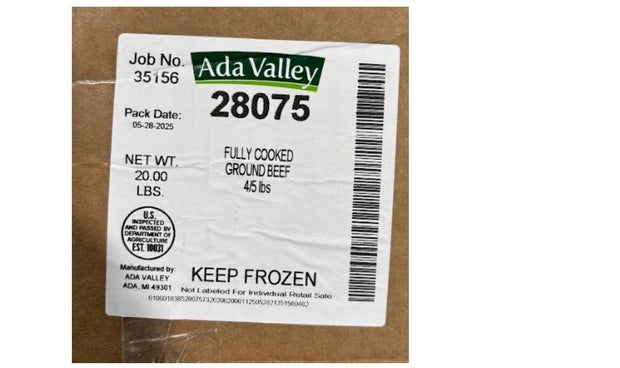 Job No.
35156
Ada Valley
28075
Pack Date:
05-28-2025
FULLY COOKED
GROUND BEEF
4/5 lbs
NET WT.
20.00
LBS.
U.S.
INSPECTED
AND PASSED BY
DEPARTMENT OF
AGRICULTURE
EST. 10031
Manufactured by:
ADA VALLEY
ADA, MI 49301
KEEP FROZEN
Not Labeled For Individual Retail Sale